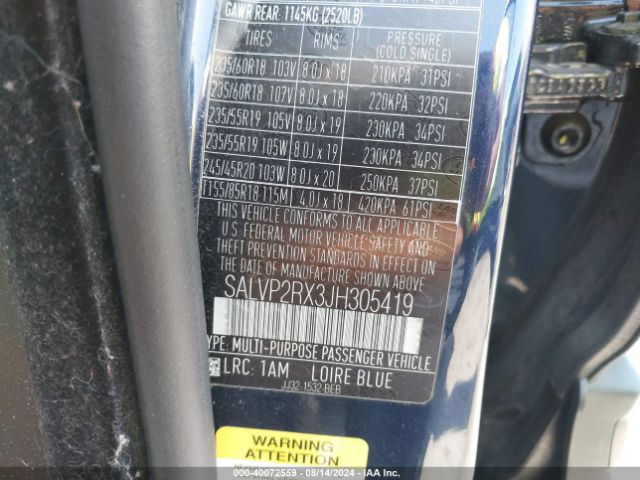 GAWR REAR: 1145KG (2520LB)
TIRES RIMS PRESSURE (COLD SINGLE)
235/60R18 103V 8.0J x 18 210KPA 31PSI
235/60R18 107V 8.0J x 18 220KPA 32PSI
235/55R19 105V 8.0J x 19 230KPA 34PSI
235/55R19 105W 8.0J x 19 230KPA 34PSI
245/45R20 103W 8.0J x 20 250KPA 37PSI
T155/85R18 115M1 4.0J x 18 420KPA 61PSI
THIS VEHICLE CONFORMS TO ALL APPLICABLE
U.S FEDERAL MOTOR VEHICLE SAFETY AND
THEFT PREVENTION STANDARDS IN EFFECT
ON THE DATE OF MANUFACTURE SHOWN ABOVE
SALVP2RX3JH305419
TYPE: MULTI-PURPOSE PASSENGER VEHICLE
LRC: 1AM LOIRE BLUE
JJ32-1532-BEB
WARNING
ATTENTION
© 40072559 - 08/14/2024 - IAA Inc.